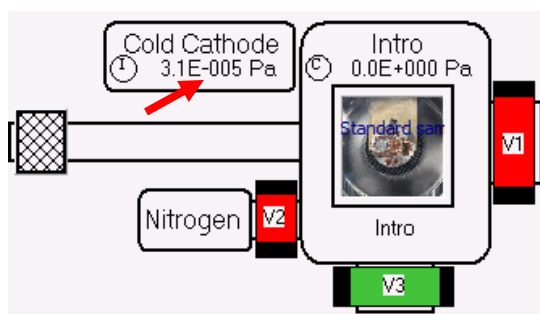 Cold Cathode
I 3.1E-005 Pa
Intro
C 0.0E+000 Pa
Standard sam
V1
Nitrogen
V2
Intro
V3